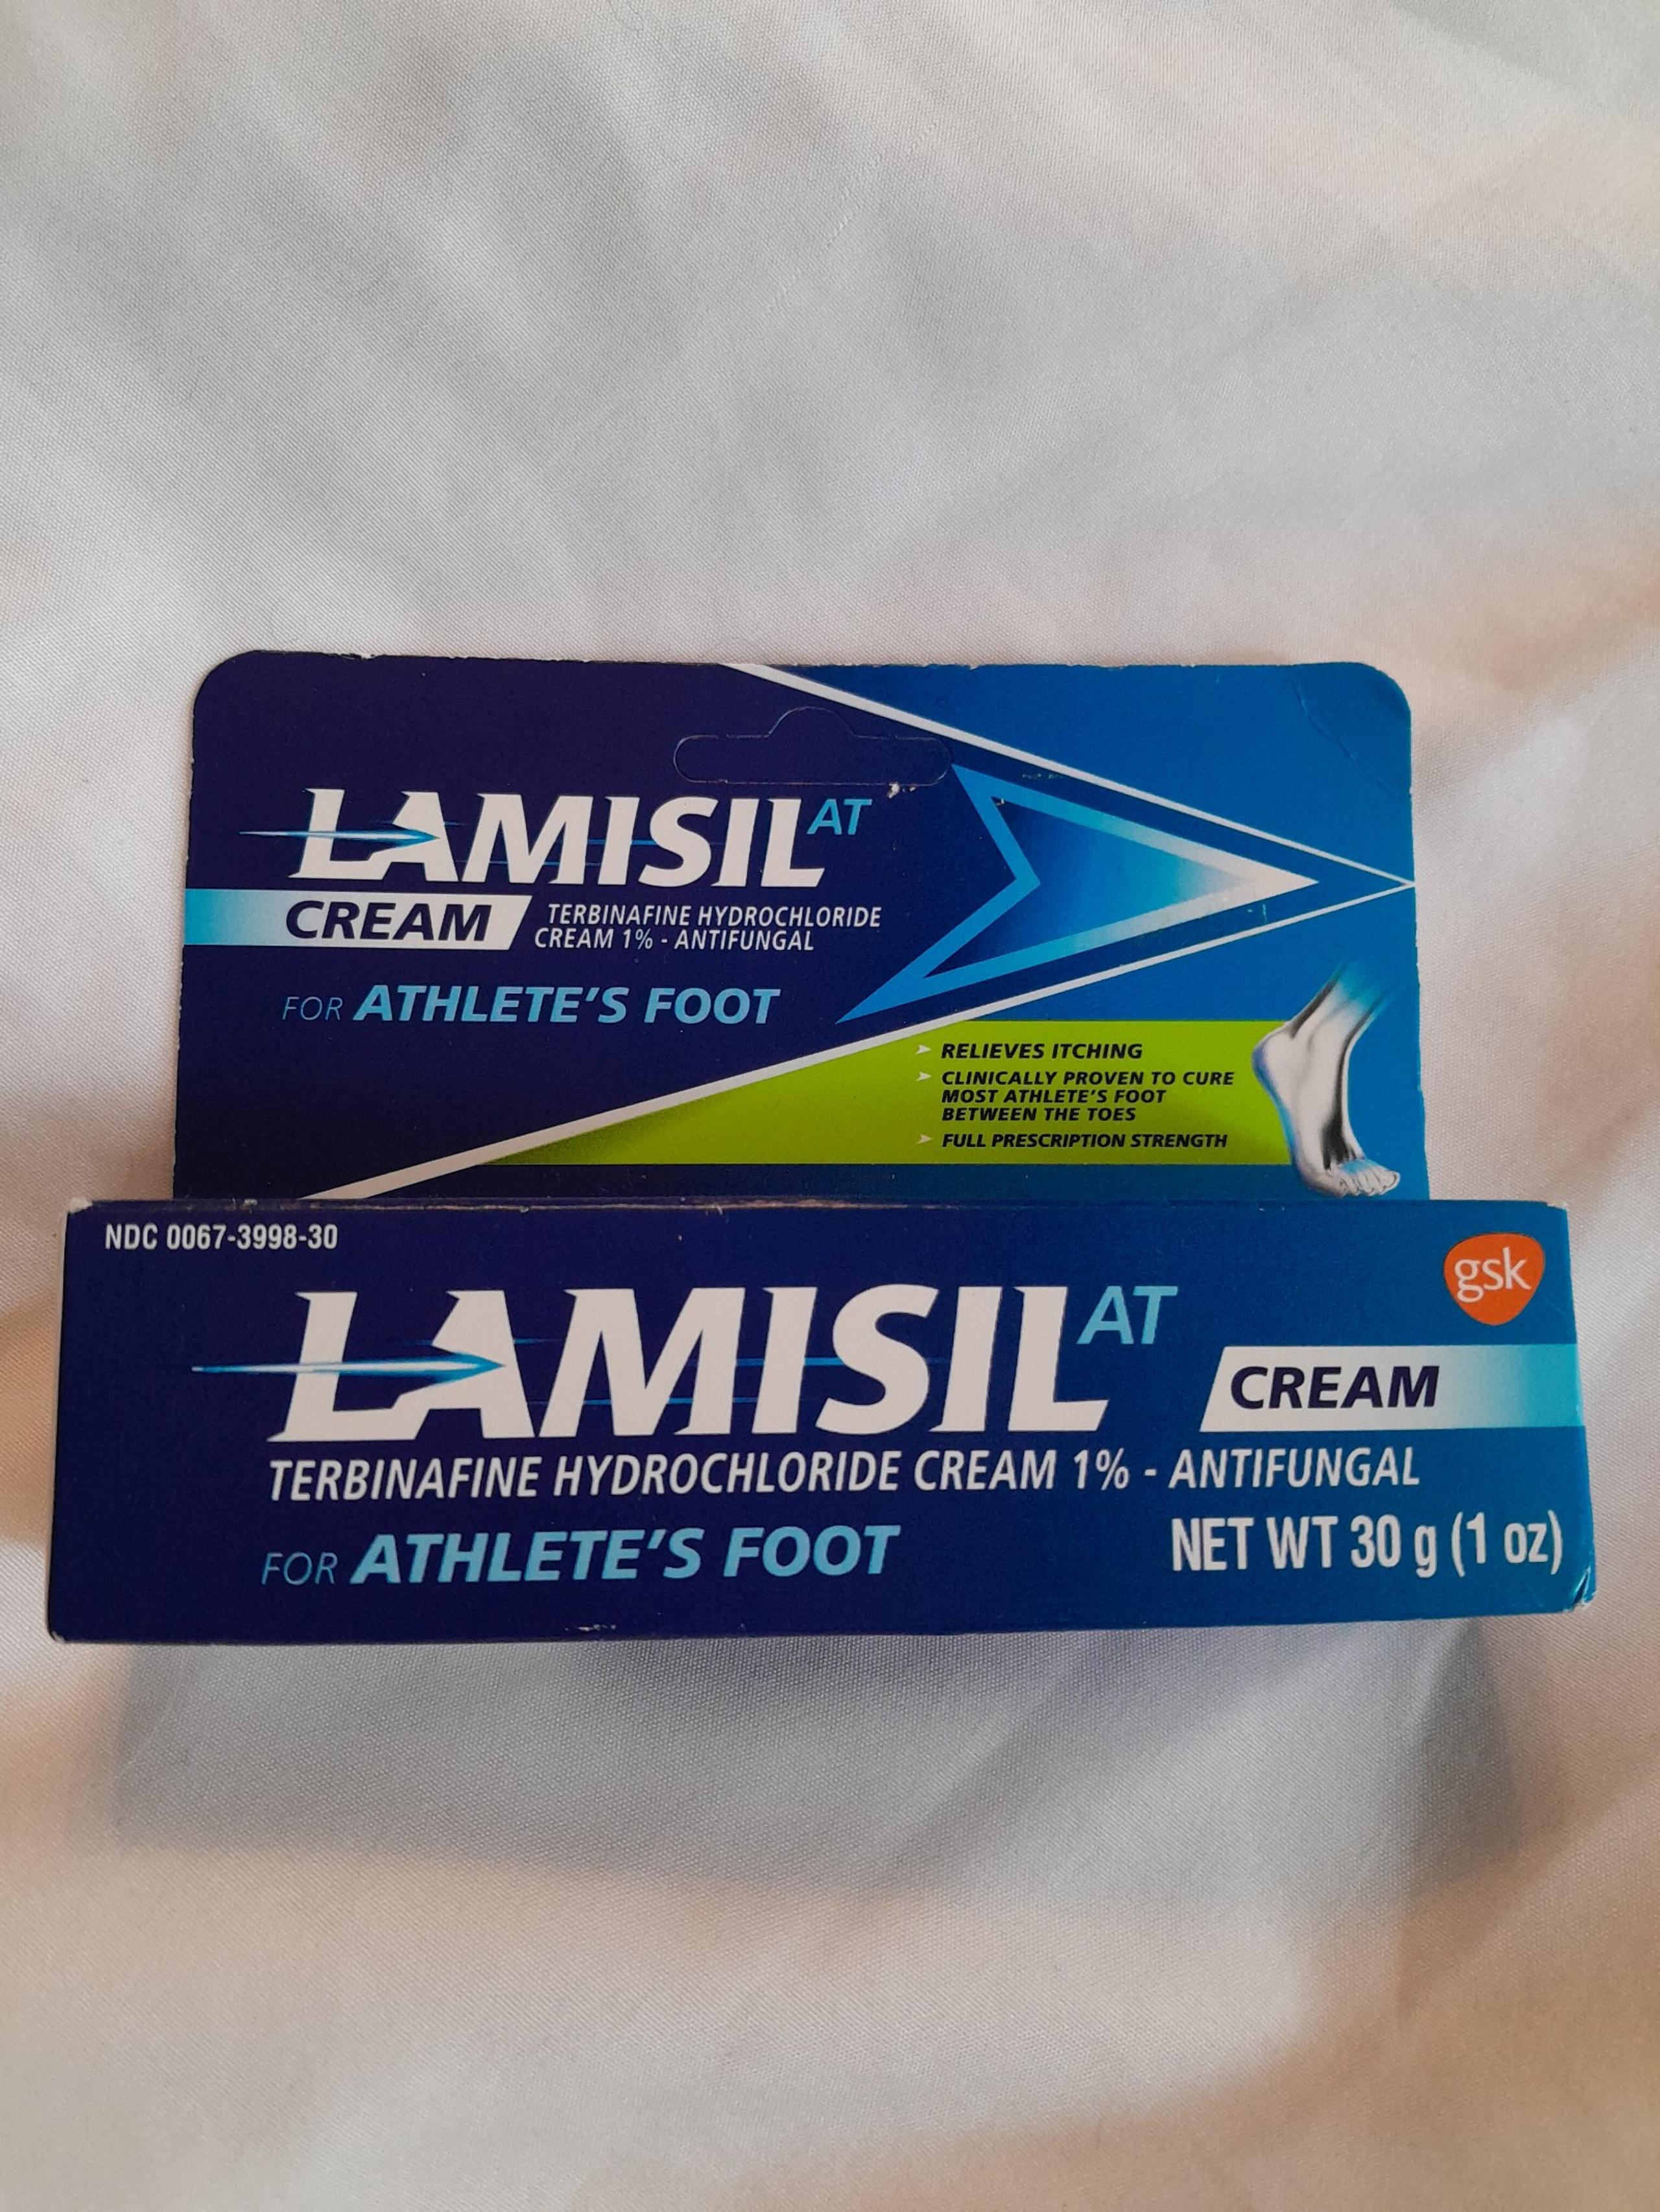 LAMISIL AT
CREAM
TERBINAFINE HYDROCHLORIDE
CREAM 1% - ANTIFUNGAL
FOR ATHLETE'S FOOT
RELIEVES ITCHING
CLINICALLY PROVEN TO CURE
MOST ATHLETE'S FOOT
BETWEEN THE TOES
FULL PRESCRIPTION STRENGTH
NDC 0067-3998-30
gsk
LAMISIL AT
CREAM
TERBINAFINE HYDROCHLORIDE CREAM 1% - ANTIFUNGAL
FOR ATHLETE'S FOOT
NET WT 30 g (1 oz)